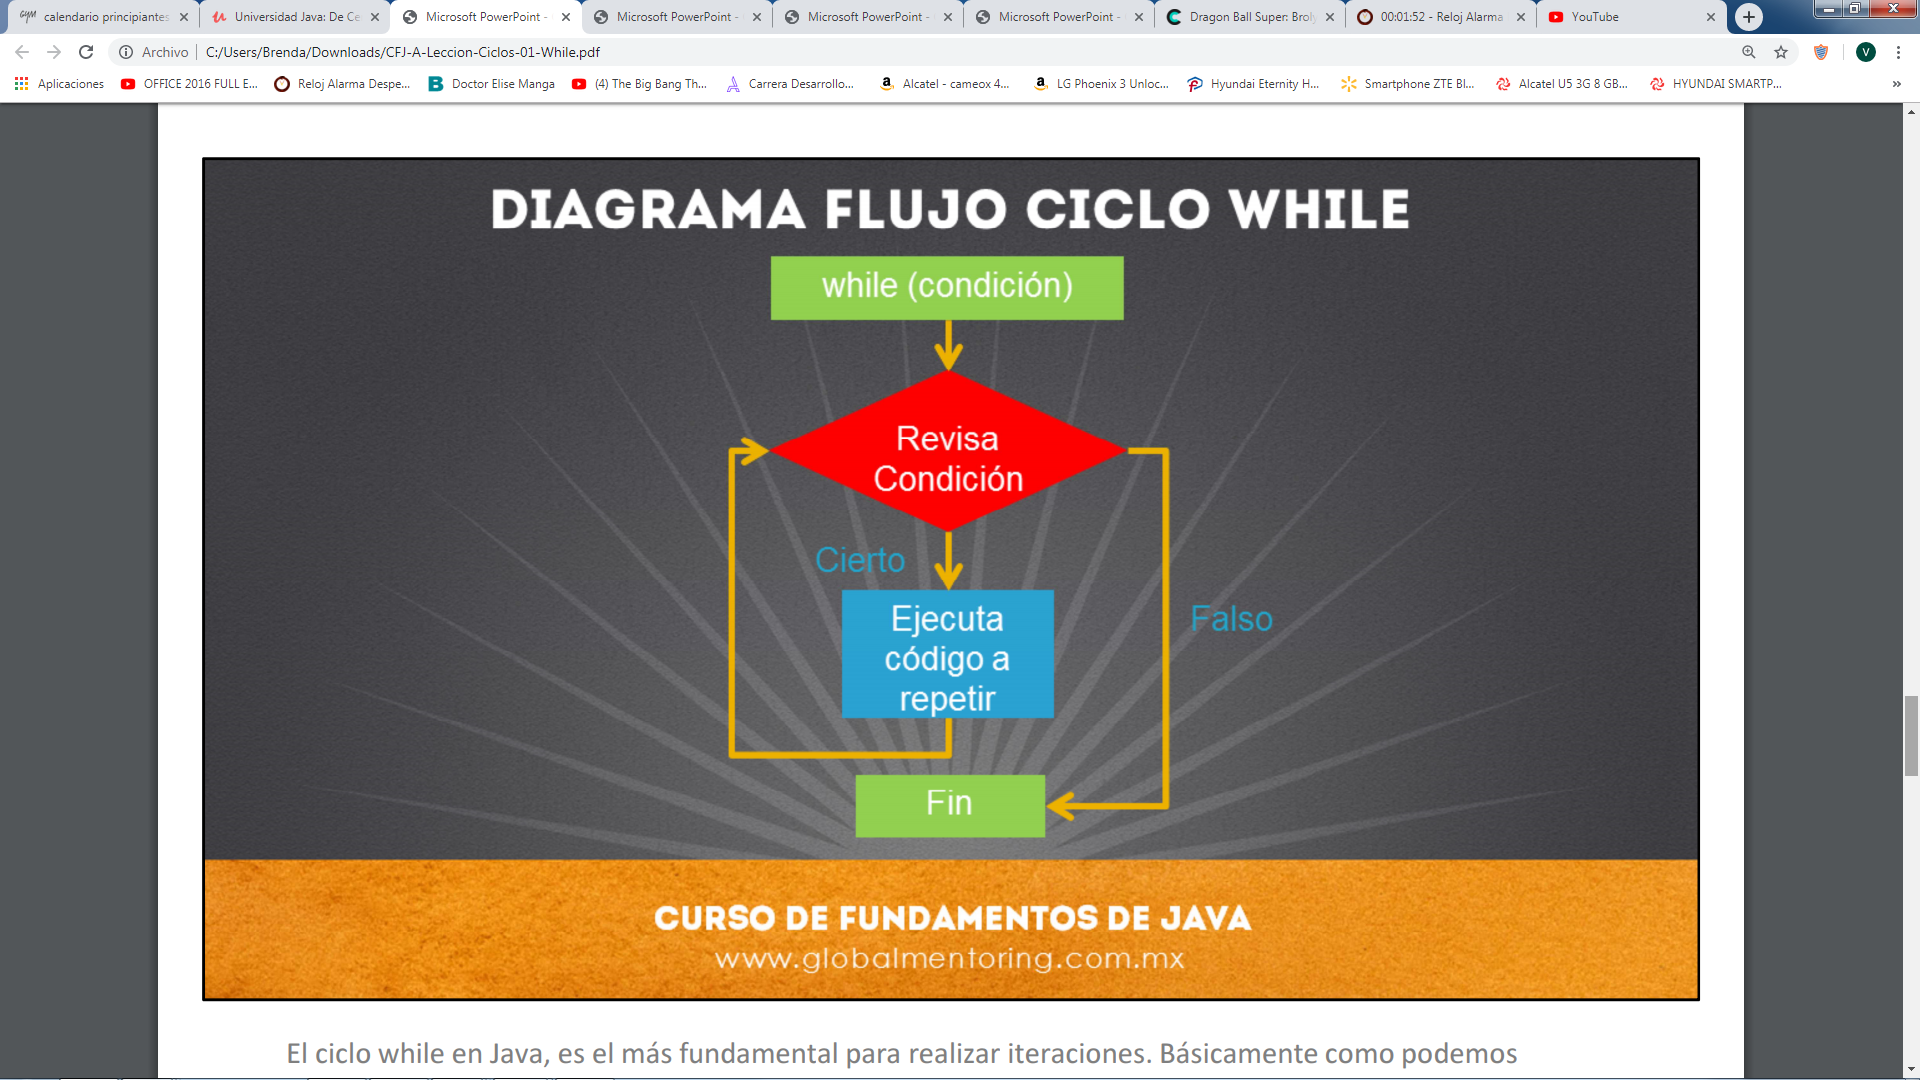 calendario principiantes
Universidad Java: De Ce
Microsoft PowerPoint -
Microsoft PowerPoint -
Microsoft PowerPoint -
Microsoft PowerPoint -
Dragon Ball Super: Broly
00:01:52 - Reloj Alarma
YouTube
Archivo
C:/Users/Brenda/Downloads/CFJ-A-Leccion-Ciclos-01-While.pdf
V
Aplicaciones
OFFICE 2016 FULL E...
Reloj Alarma Despe...
Doctor Elise Manga
(4) The Big Bang Th...
Carrera Desarrollo...
Alcatel - cameox 4...
LG Phoenix 3 Unloc...
Hyundai Eternity H...
Smartphone ZTE Bl...
Alcatel U5 3G 8 GB...
HYUNDAI SMARTP...
DIAGRAMA FLUJO CICLO WHILE
while (condición)
Revisa
Condición
Cierto
Falso
Ejecuta
código a
repetir
Fin
CURSO DE FUNDAMENTOS DE JAVA
www.globalmentoring.com.mx
El ciclo while en Java, es el más fundamental para realizar iteraciones. Básicamente como podemos